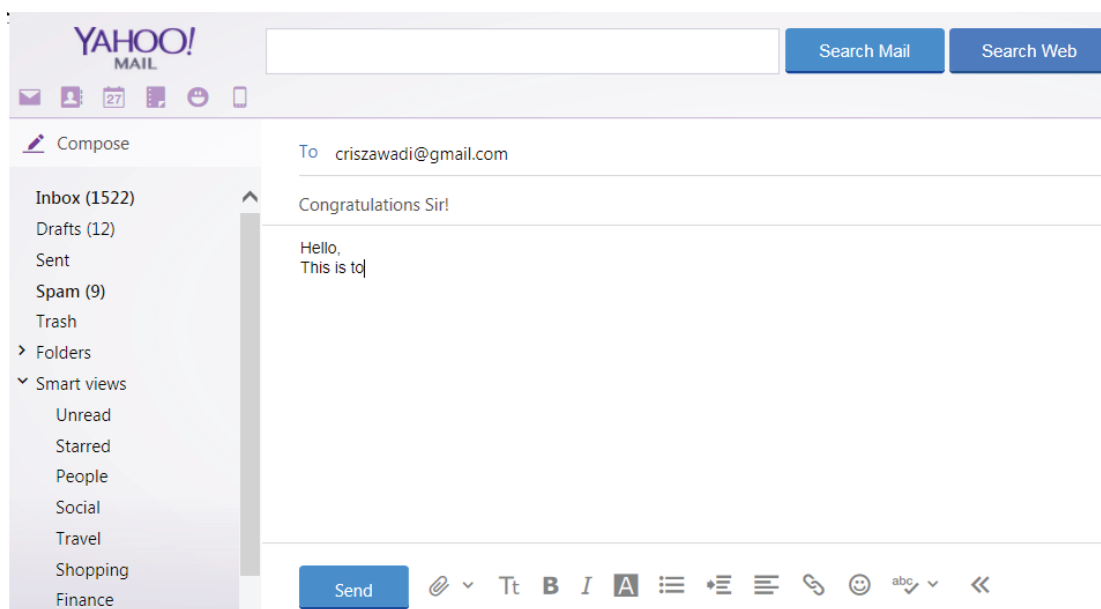 YAHOO!
MAIL
Search Mail
Search Web
27
Compose
To criszawadi@gmail.com
Inbox (1522)
Congratulations Sir!
Drafts (12)
Hello,
Sent
This is to
Spam (9)
Trash
Folders
Smart views
Unread
Starred
People
Social
Travel
Shopping
Finance
Send
Tt B I A abc